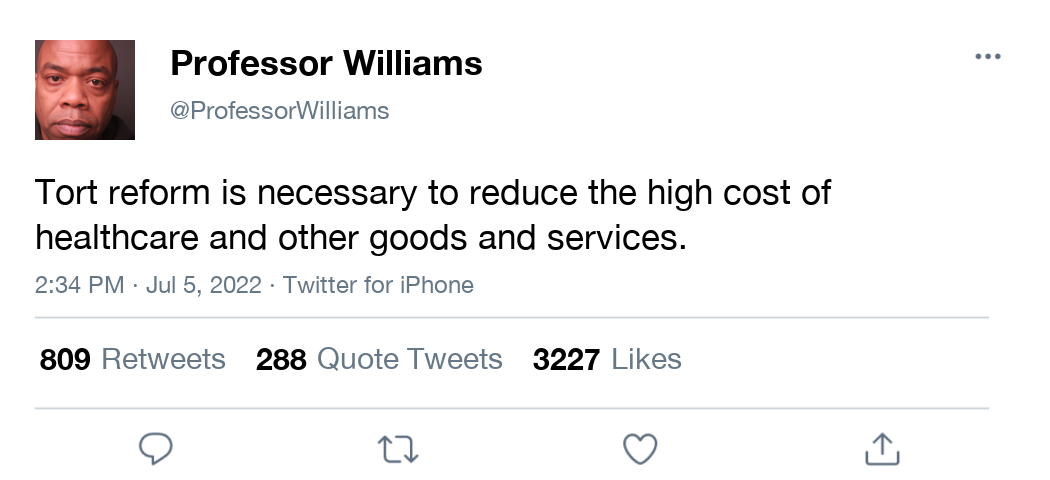 Professor Williams
@ProfessorWilliams
Tort reform is necessary to reduce the high cost of
healthcare and other goods and services.
2:34 PM · Jul 5, 2022 · Twitter for iPhone
809 Retweets 288 Quote Tweets 3227 Likes